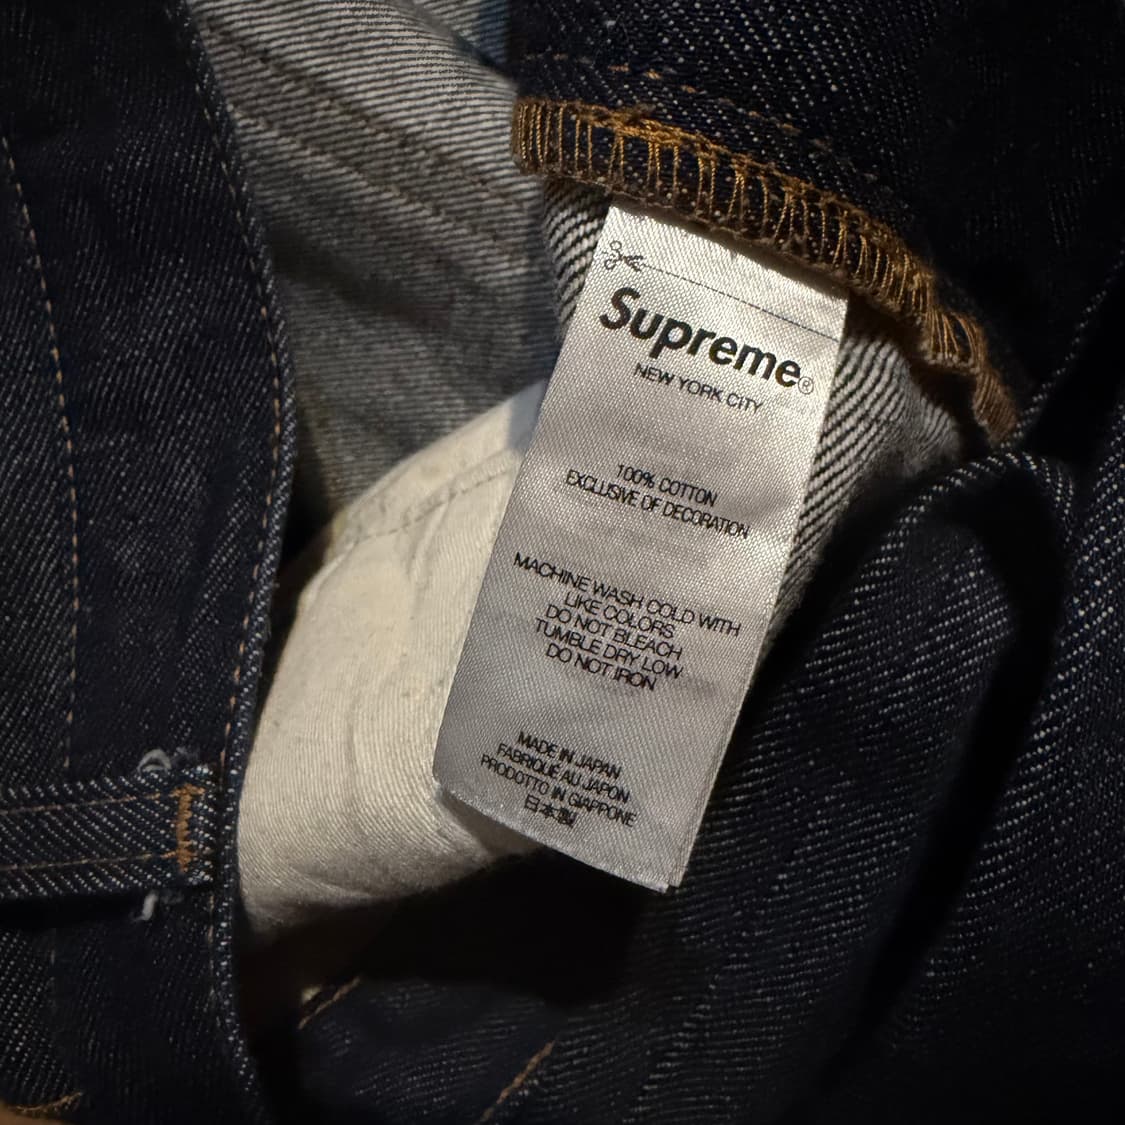 Supreme®
NEW YORK CITY
100% COTTON
EXCLUSIVE OF DECORATION
MACHINE WASH COLD WITH
LIKE COLORS
DO NOT BLEACH
TUMBLE DRY LOW
DO NOT IRON
MADE IN JAPAN
FABRIQUÉ AU JAPON
PRODOTTO IN GIAPPONE
日本製